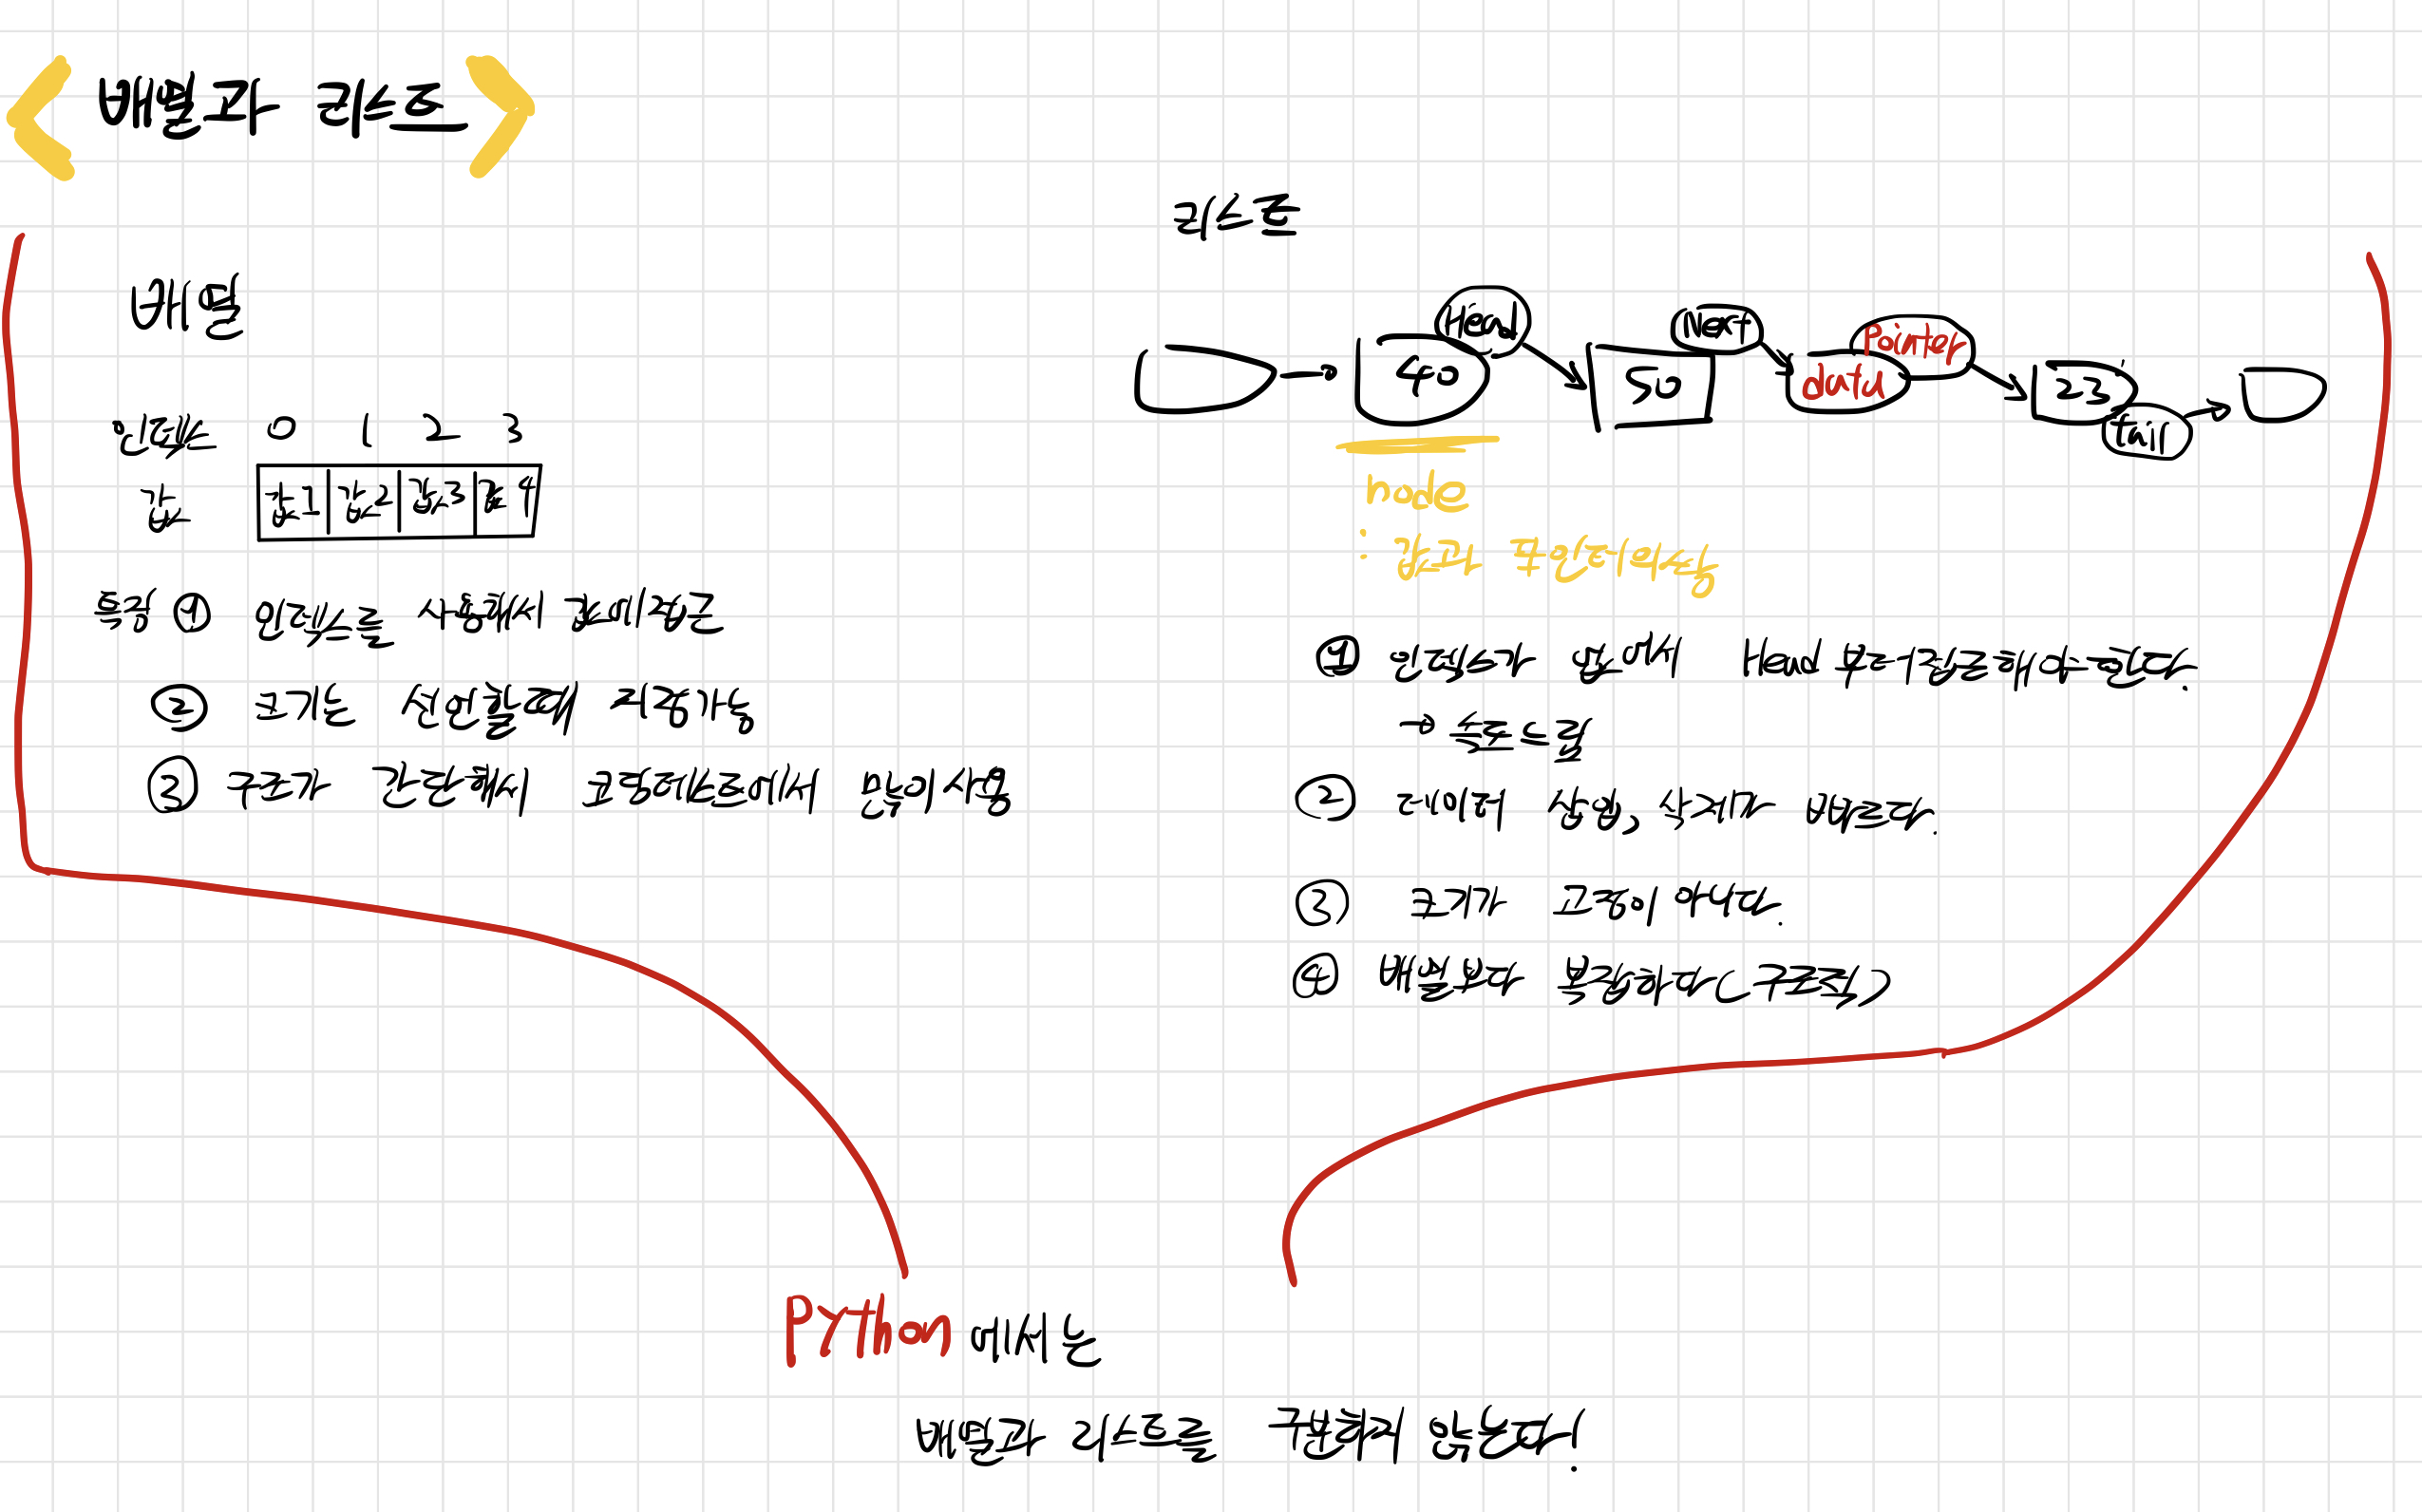 배열과 리스트
배열
인덱스 0 1 2 3
값 값1 값2 값3 값4
특징 ① 인덱스를 사용해서 값에 접근
② 크기는 선언할 때 지정가능
③ 구조가 간단해서 코딩테스트에서 많이 사용
리스트
40 Head 50 Next data Pointer 33 tail
node
: 값과 포인터의 쌍
① 인덱스가 없에서 Head 부터 접근해야 한다.
→ 속도 느림
② 데이터 삽입, 삭제가 빠르다.
③ 크기가 고정이 아니다.
④ 배열보다 복잡하다(구조)
Python 에서는
배열과 리스트를 구분하지 않는다!